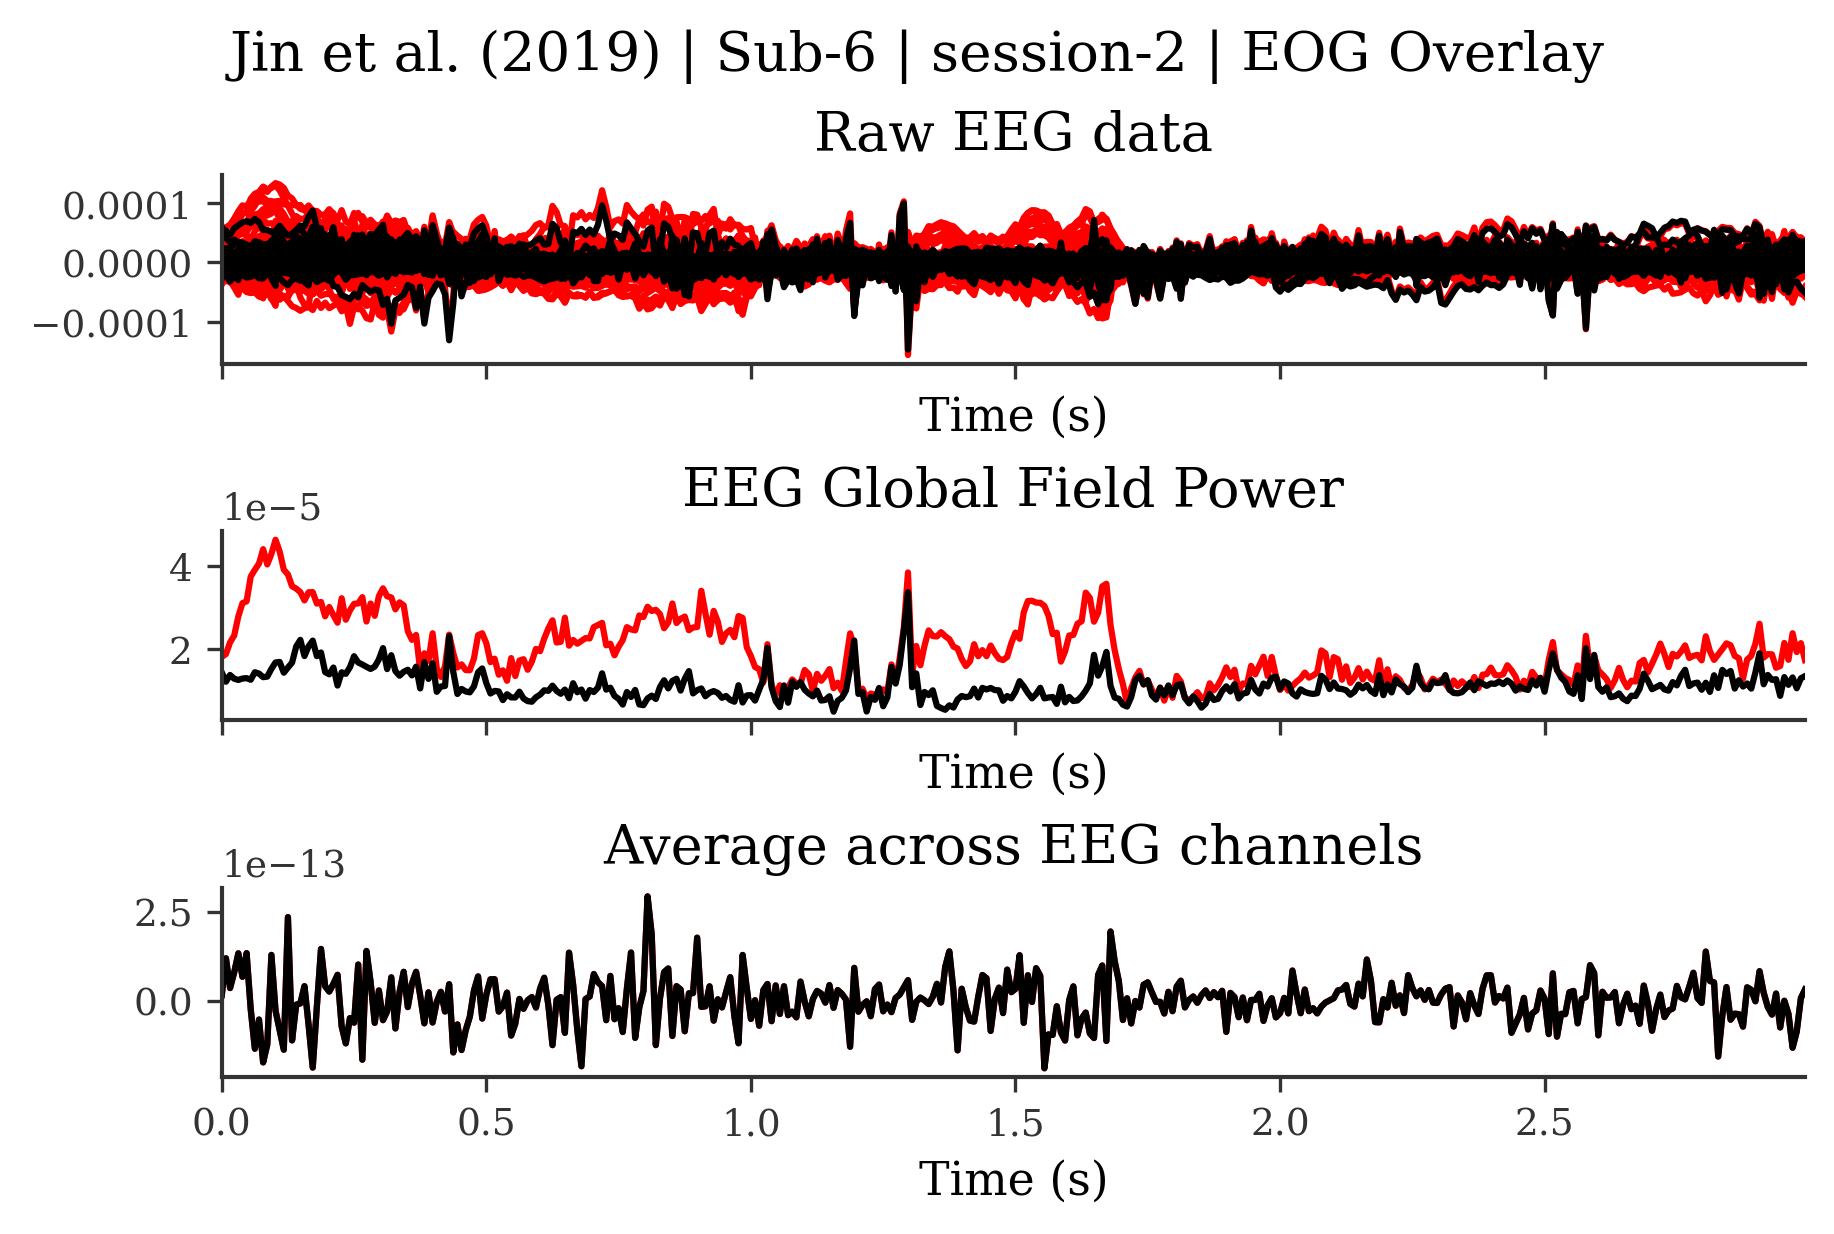 Jin et al. (2019) | Sub-6 | session-2 | EOG Overlay
Raw EEG data
0.0001
0.0000
−0.0001
Time (s)
EEG Global Field Power
1e−5
4
2
Time (s)
Average across EEG channels
1e−13
2.5
0.0
0.0 0.5 1.0 1.5 2.0 2.5
Time (s)